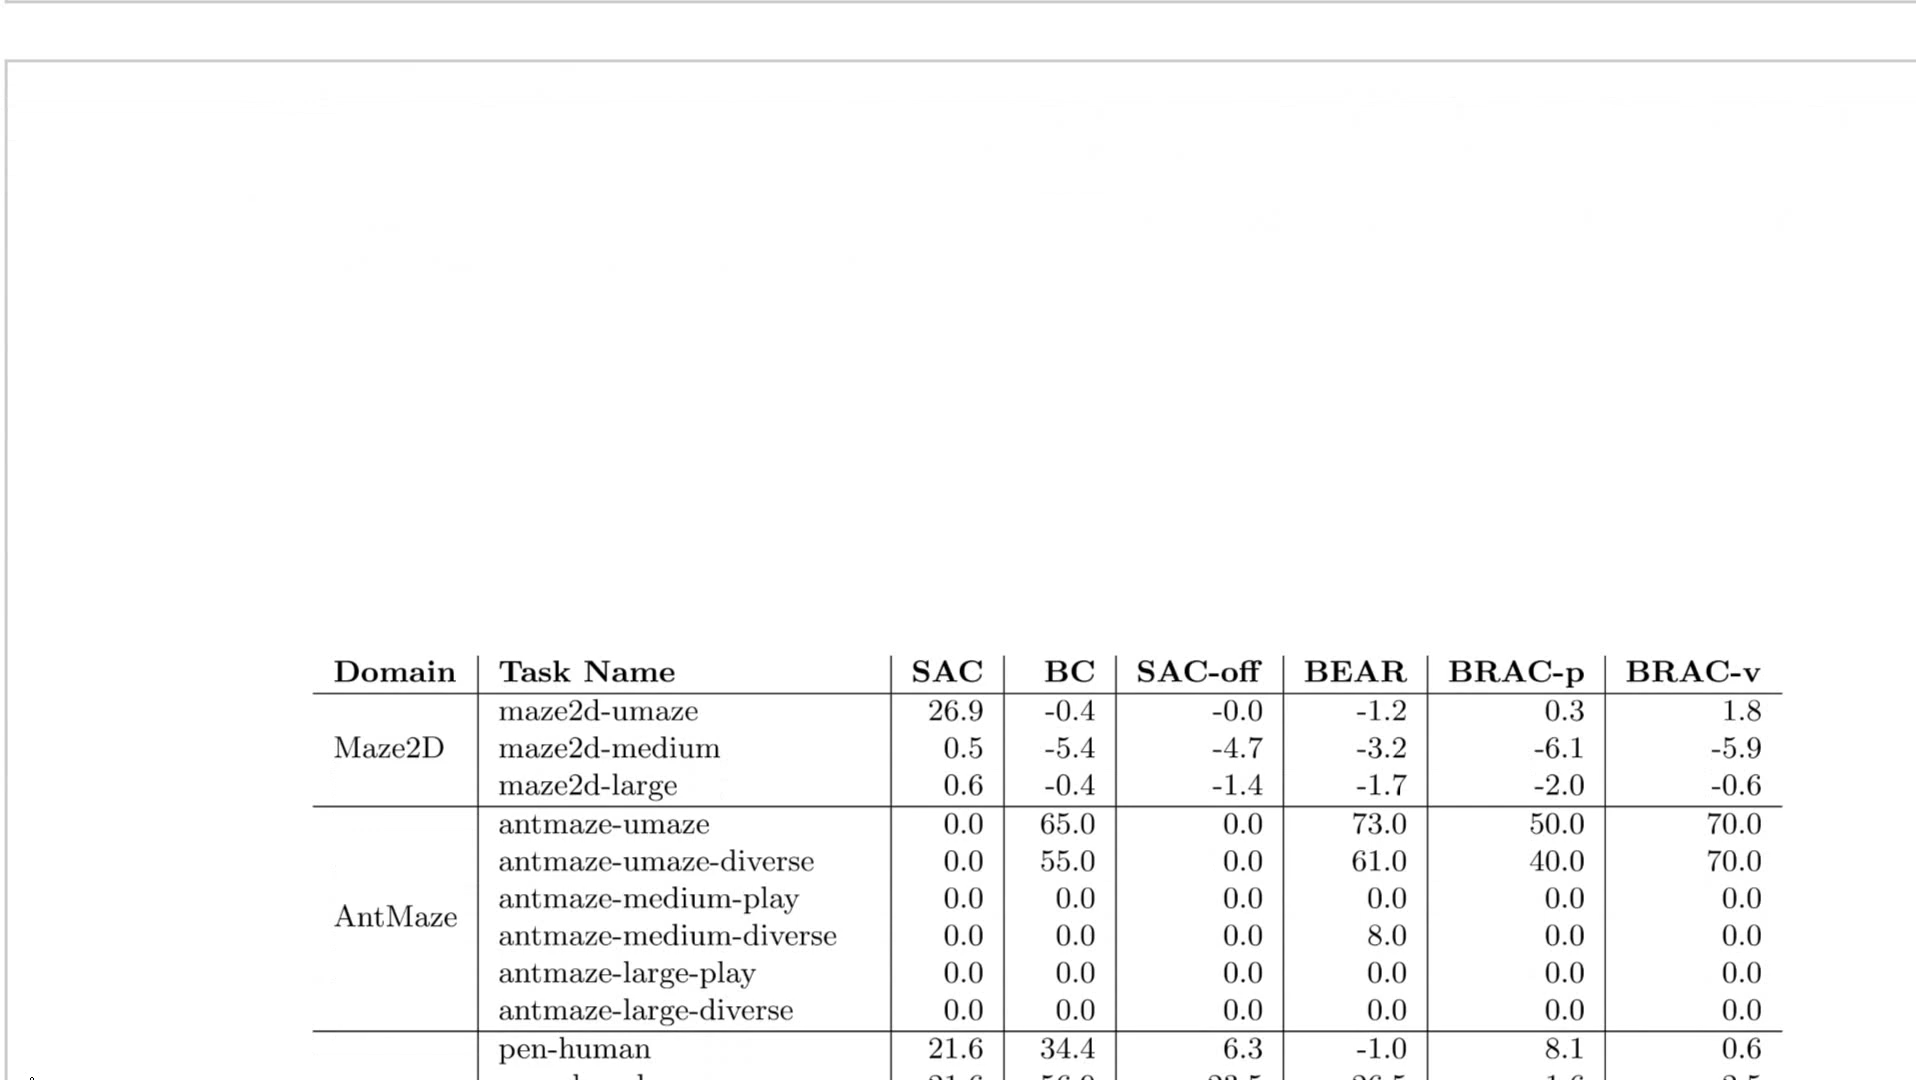 Domain Task Name SAC BC SAC-off BEAR BRAC-p BRAC-v
maze2d-umaze 26.9 -0.4 -0.0 -1.2 0.3 1.8
Maze2D maze2d-medium 0.5 -5.4 -4.7 -3.2 -6.1 -5.9
maze2d-large 0.6 -0.4 -1.4 -1.7 -2.0 -0.6
antmaze-umaze 0.0 65.0 0.0 73.0 50.0 70.0
antmaze-umaze-diverse 0.0 55.0 0.0 61.0 40.0 70.0
antmaze-medium-play 0.0 0.0 0.0 0.0 0.0 0.0
AntMaze
antmaze-medium-diverse 0.0 0.0 0.0 8.0 0.0 0.0
antmaze-large-play 0.0 0.0 0.0 0.0 0.0 0.0
antmaze-large-diverse 0.0 0.0 0.0 0.0 0.0 0.0
pen-human 21.6 34.4 6.3 -1.0 8.1 0.6